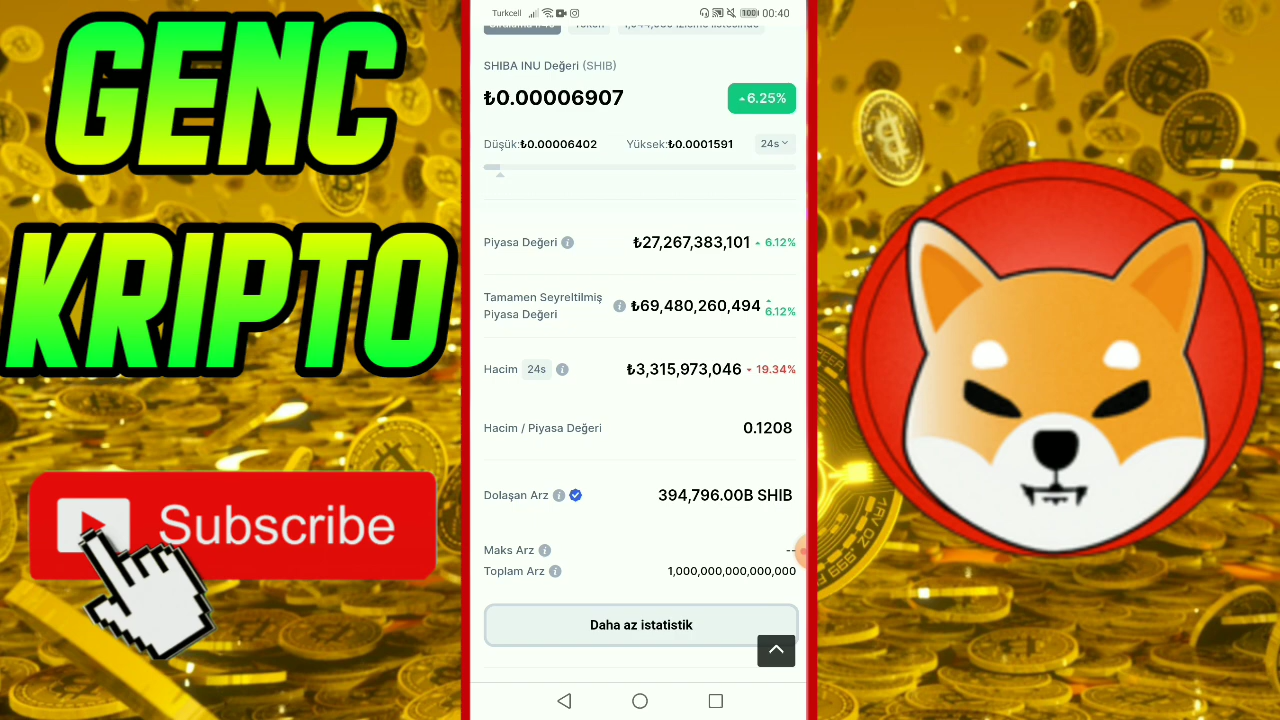 GENC
KRIPTO
Subscribe
Turkcell
100
00:40
Token
SHIBA INU Değeri (SHIB)
₺0.00006907
6.25%
Düşük:₺0.00006402
Yüksek:₺0.0001591
24s
Piyasa Değeri
₺27,267,383,101
6.12%
Tamamen Seyreltilmiş
Piyasa Değeri
₺69,480,260,494
6.12%
Hacim 24s
₺3,315,973,046
19.34%
Hacim / Piyasa Değeri
0.1208
Dolaşan Arz
394,796.00B SHIB
Maks Arz
--
Toplam Arz
1,000,000,000,000,000
Daha az istatistik